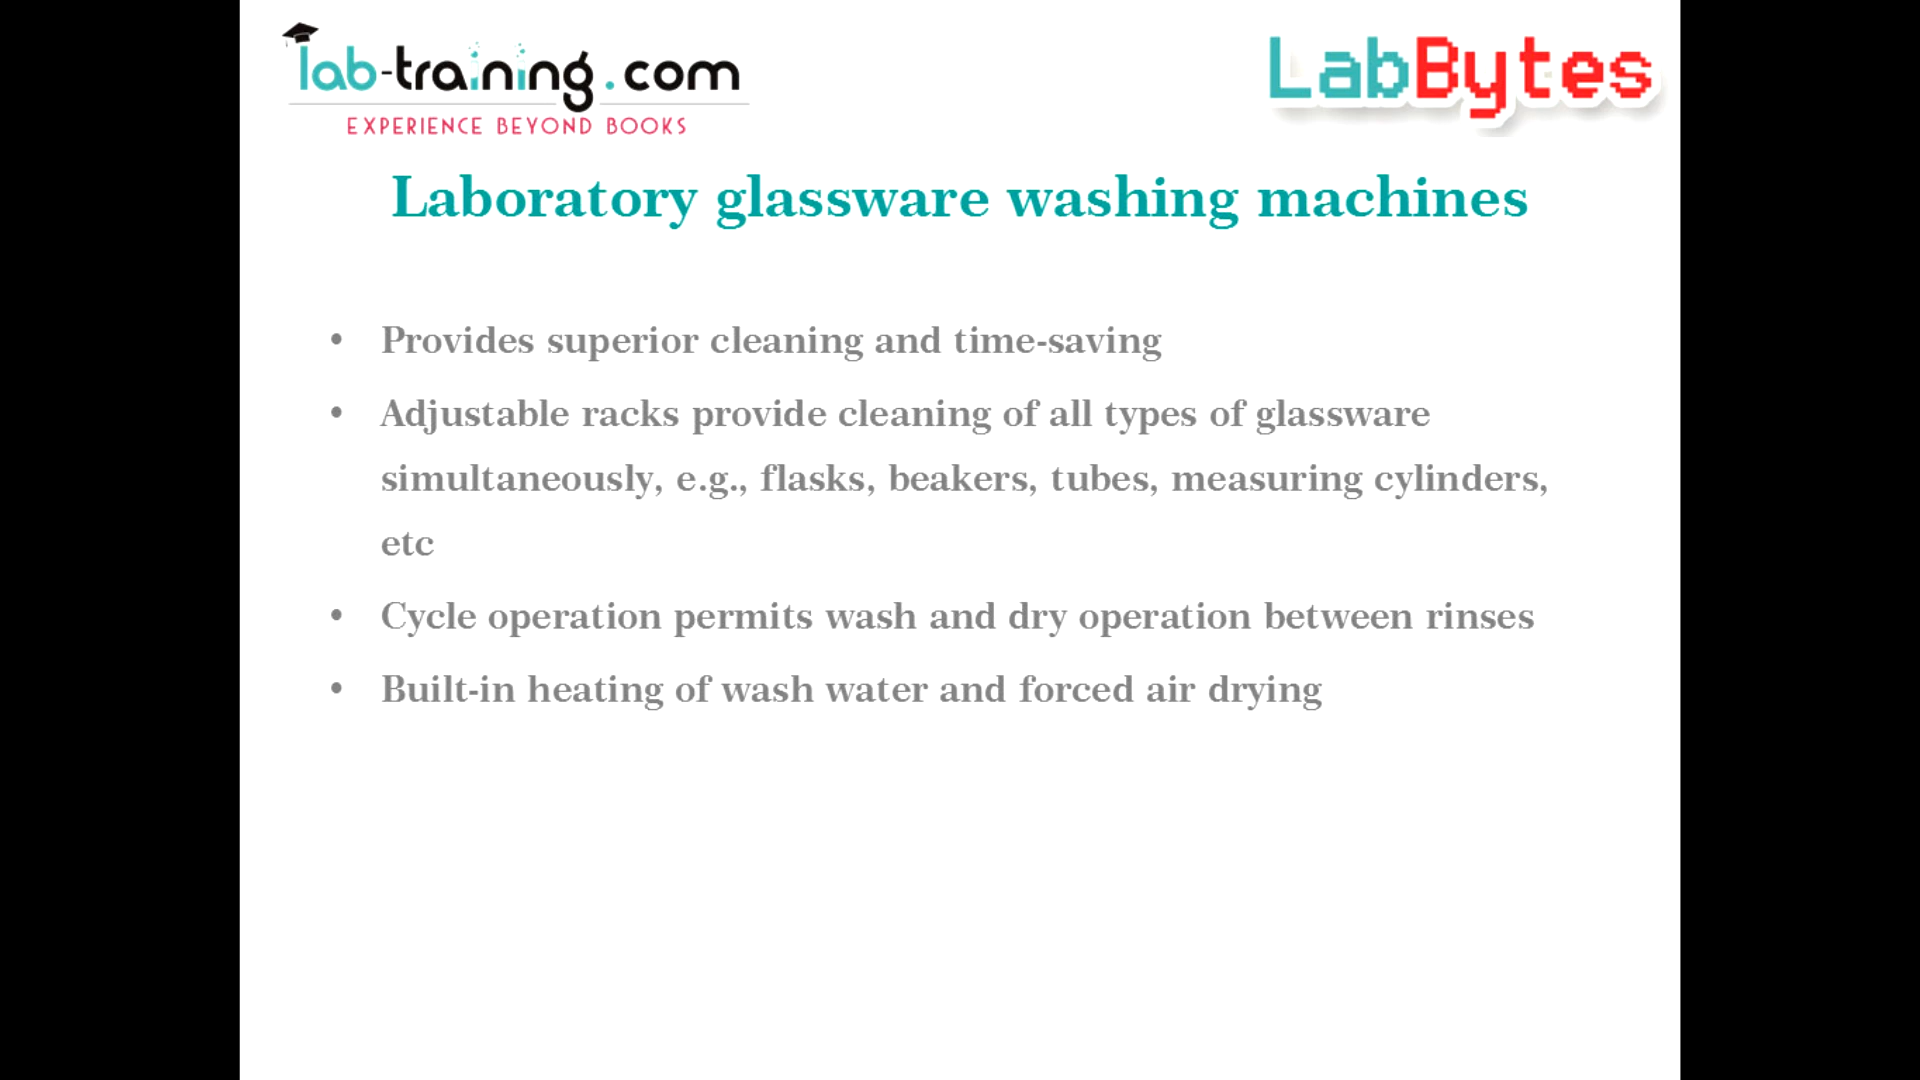 lab-training.com
LabBytes
EXPERIENCE BEYOND BOOKS
Laboratory glassware washing machines
• Provides superior cleaning and time-saving
• Adjustable racks provide cleaning of all types of glassware
simultaneously, e.g., flasks, beakers, tubes, measuring cylinders,
etc
• Cycle operation permits wash and dry operation between rinses
• Built-in heating of wash water and forced air drying